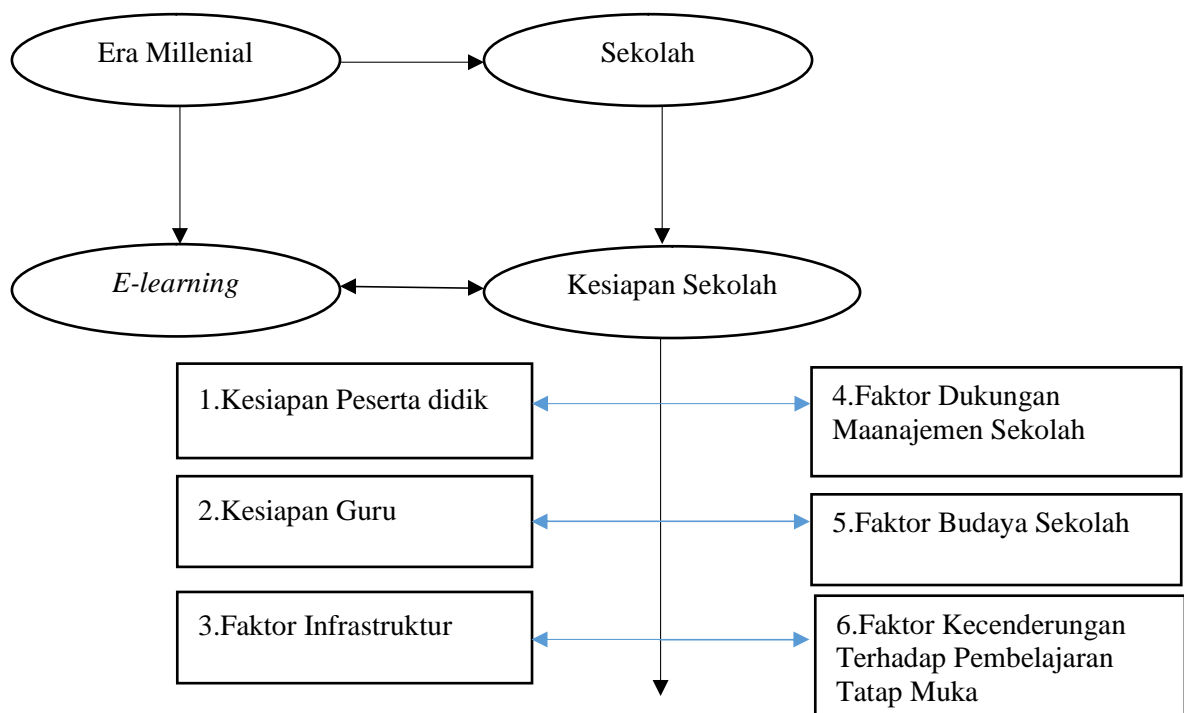 Era Millenial
Sekolah
E-learning
Kesiapan Sekolah
1.Kesiapan Peserta didik
4.Faktor Dukungan
Maanajemen Sekolah
2.Kesiapan Guru
5.Faktor Budaya Sekolah
3.Faktor Infrastruktur
6.Faktor Kecenderungan
Terhadap Pembelajaran
Tatap Muka